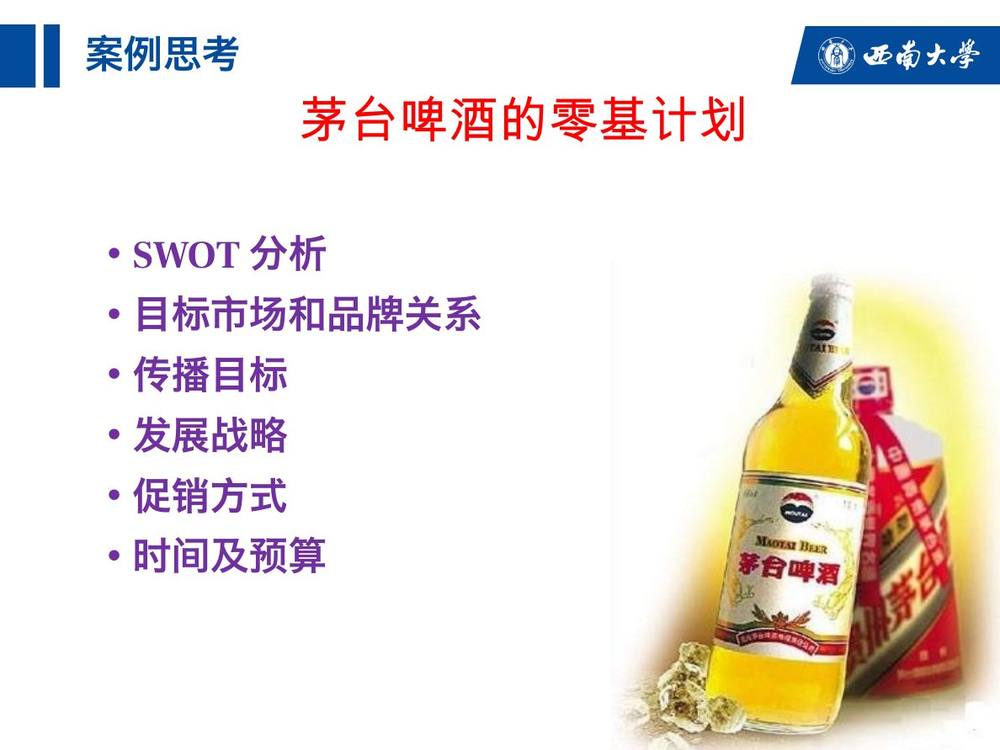 案例思考
西南大学
茅台啤酒的零基计划
• SWOT 分析
• 目标市场和品牌关系
• 传播目标
• 发展战略
• 促销方式
• 时间及预算
MOUTAI
MAOTAI BEER
茅台啤酒